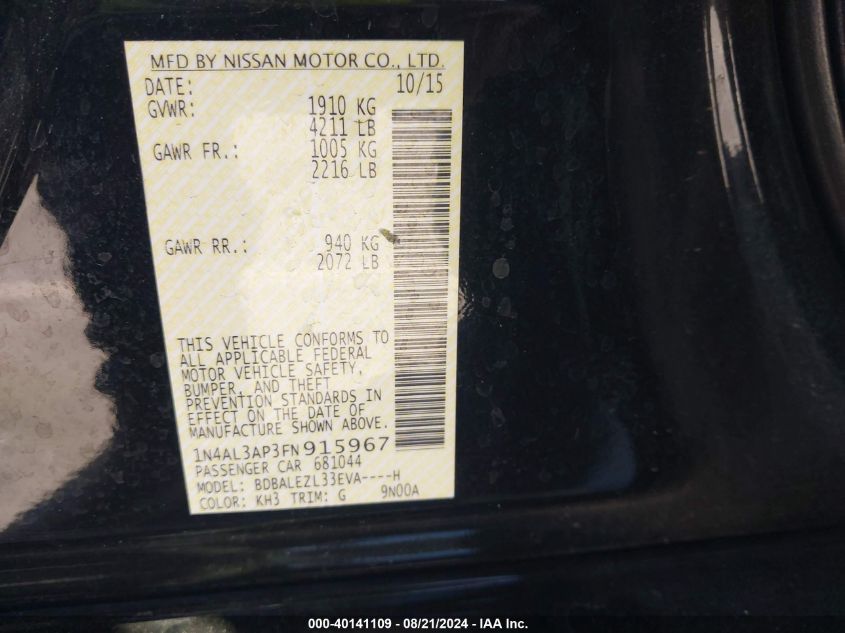 MFD BY NISSAN MOTOR CO., LTD.
DATE: 10/15
GVWR: 1910 KG
4211 LB
GAWR FR.: 1005 KG
2216 LB
GAWR RR.: 940 KG
2072 LB
THIS VEHICLE CONFORMS TO
ALL APPLICABLE FEDERAL
MOTOR VEHICLE SAFETY,
BUMPER, AND THEFT
PREVENTION STANDARDS IN
EFFECT ON THE DATE OF
MANUFACTURE SHOWN ABOVE.
1N4AL3AP3FN915967
PASSENGER CAR 681044
MODEL: BDBALEZL33EVA----H
COLOR: KH3 TRIM: G 9N00A
000-40141109 - 08/21/2024 - IAA Inc.